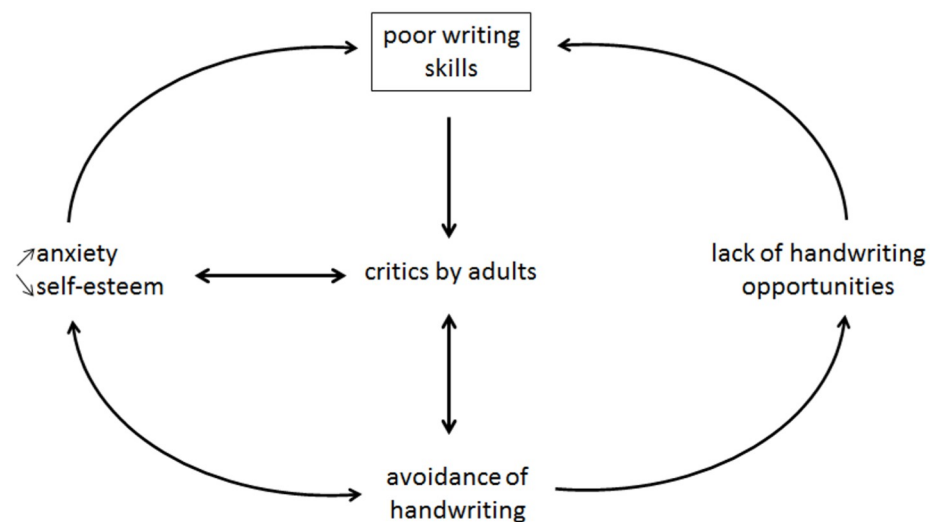 poor writing
skills
↗anxiety
↘self-esteem
critics by adults
lack of handwriting
opportunities
avoidance of
handwriting